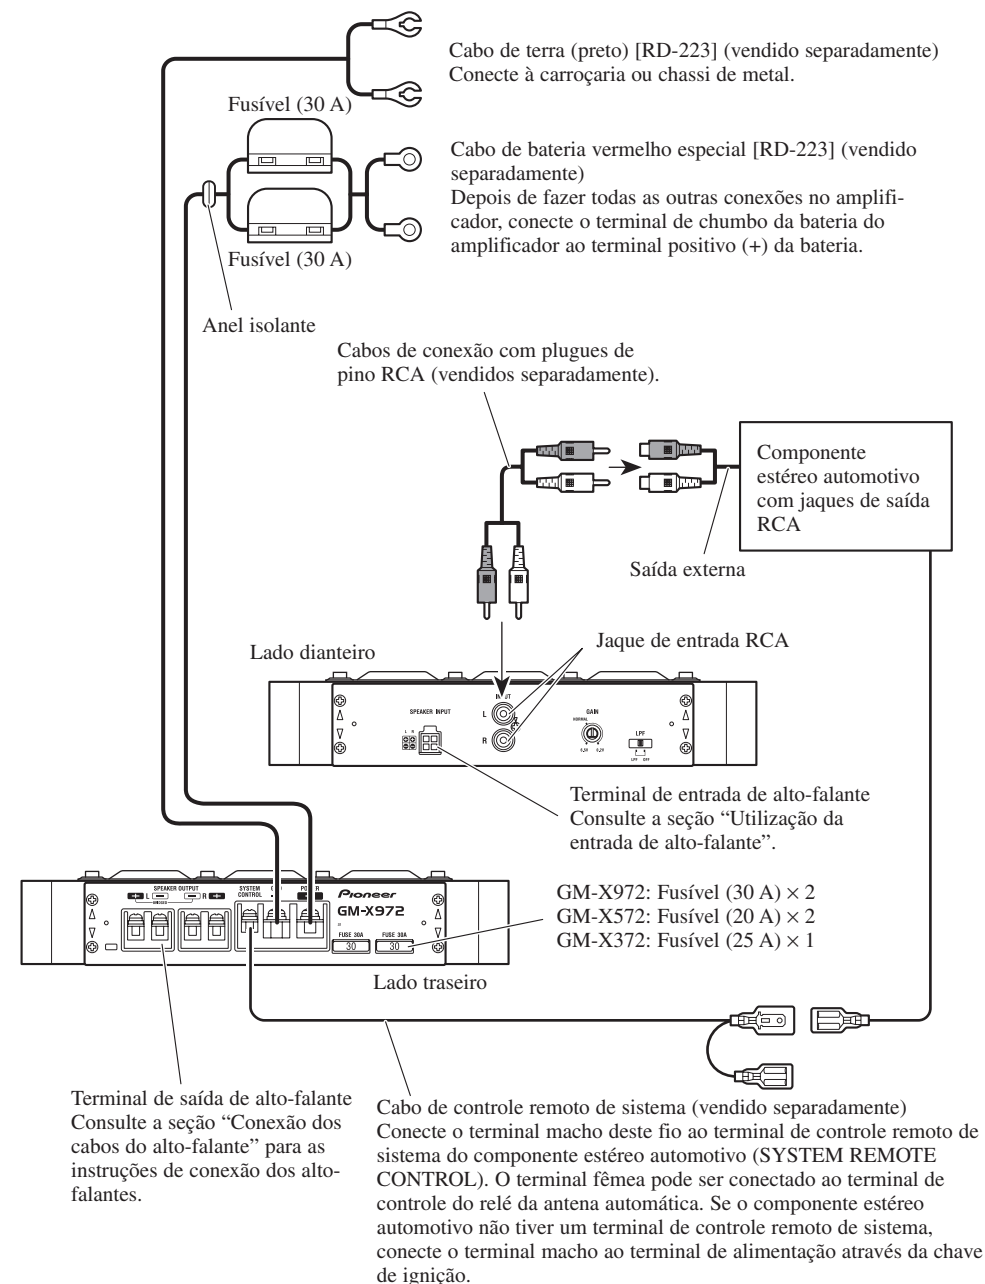 Cabo de terra (preto) [RD-223] (vendido separadamente)
Conecte à carroçaria ou chassi de metal.
Fusível (30 A)
Cabo de bateria vermelho especial [RD-223] (vendido
separadamente)
Depois de fazer todas as outras conexões no amplifi-
cador, conecte o terminal de chumbo da bateria do
amplificador ao terminal positivo (+) da bateria.
Fusível (30 A)
Anel isolante
Cabos de conexão com plugues de
pino RCA (vendidos separadamente).
Componente
estéreo automotivo
com jaques de saída
RCA
Saída externa
Jaque de entrada RCA
Lado dianteiro
SPEAKER INPUT
L R
L
R
GAIN
NORMAL
LPF
LPF OFF
Terminal de entrada de alto-falante
Consulte a seção “Utilização da
entrada de alto-falante”.
SPEAKER OUTPUT
L
R
SYSTEM
CONTROL
Pioneer
GM-X972
FUSE 30A
FUSE 30A
30
30
GM-X972: Fusível (30 A) × 2
GM-X572: Fusível (20 A) × 2
GM-X372: Fusível (25 A) × 1
Lado traseiro
Terminal de saída de alto-falante
Consulte a seção “Conexão dos
cabos do alto-falante” para as
instruções de conexão dos alto-
falantes.
Cabo de controle remoto de sistema (vendido separadamente)
Conecte o terminal macho deste fio ao terminal de controle remoto de
sistema do componente estéreo automotivo (SYSTEM REMOTE
CONTROL). O terminal fêmea pode ser conectado ao terminal de
controle do relé da antena automática. Se o componente estéreo
automotivo não tiver um terminal de controle remoto de sistema,
conecte o terminal macho ao terminal de alimentação através da chave
de ignição.